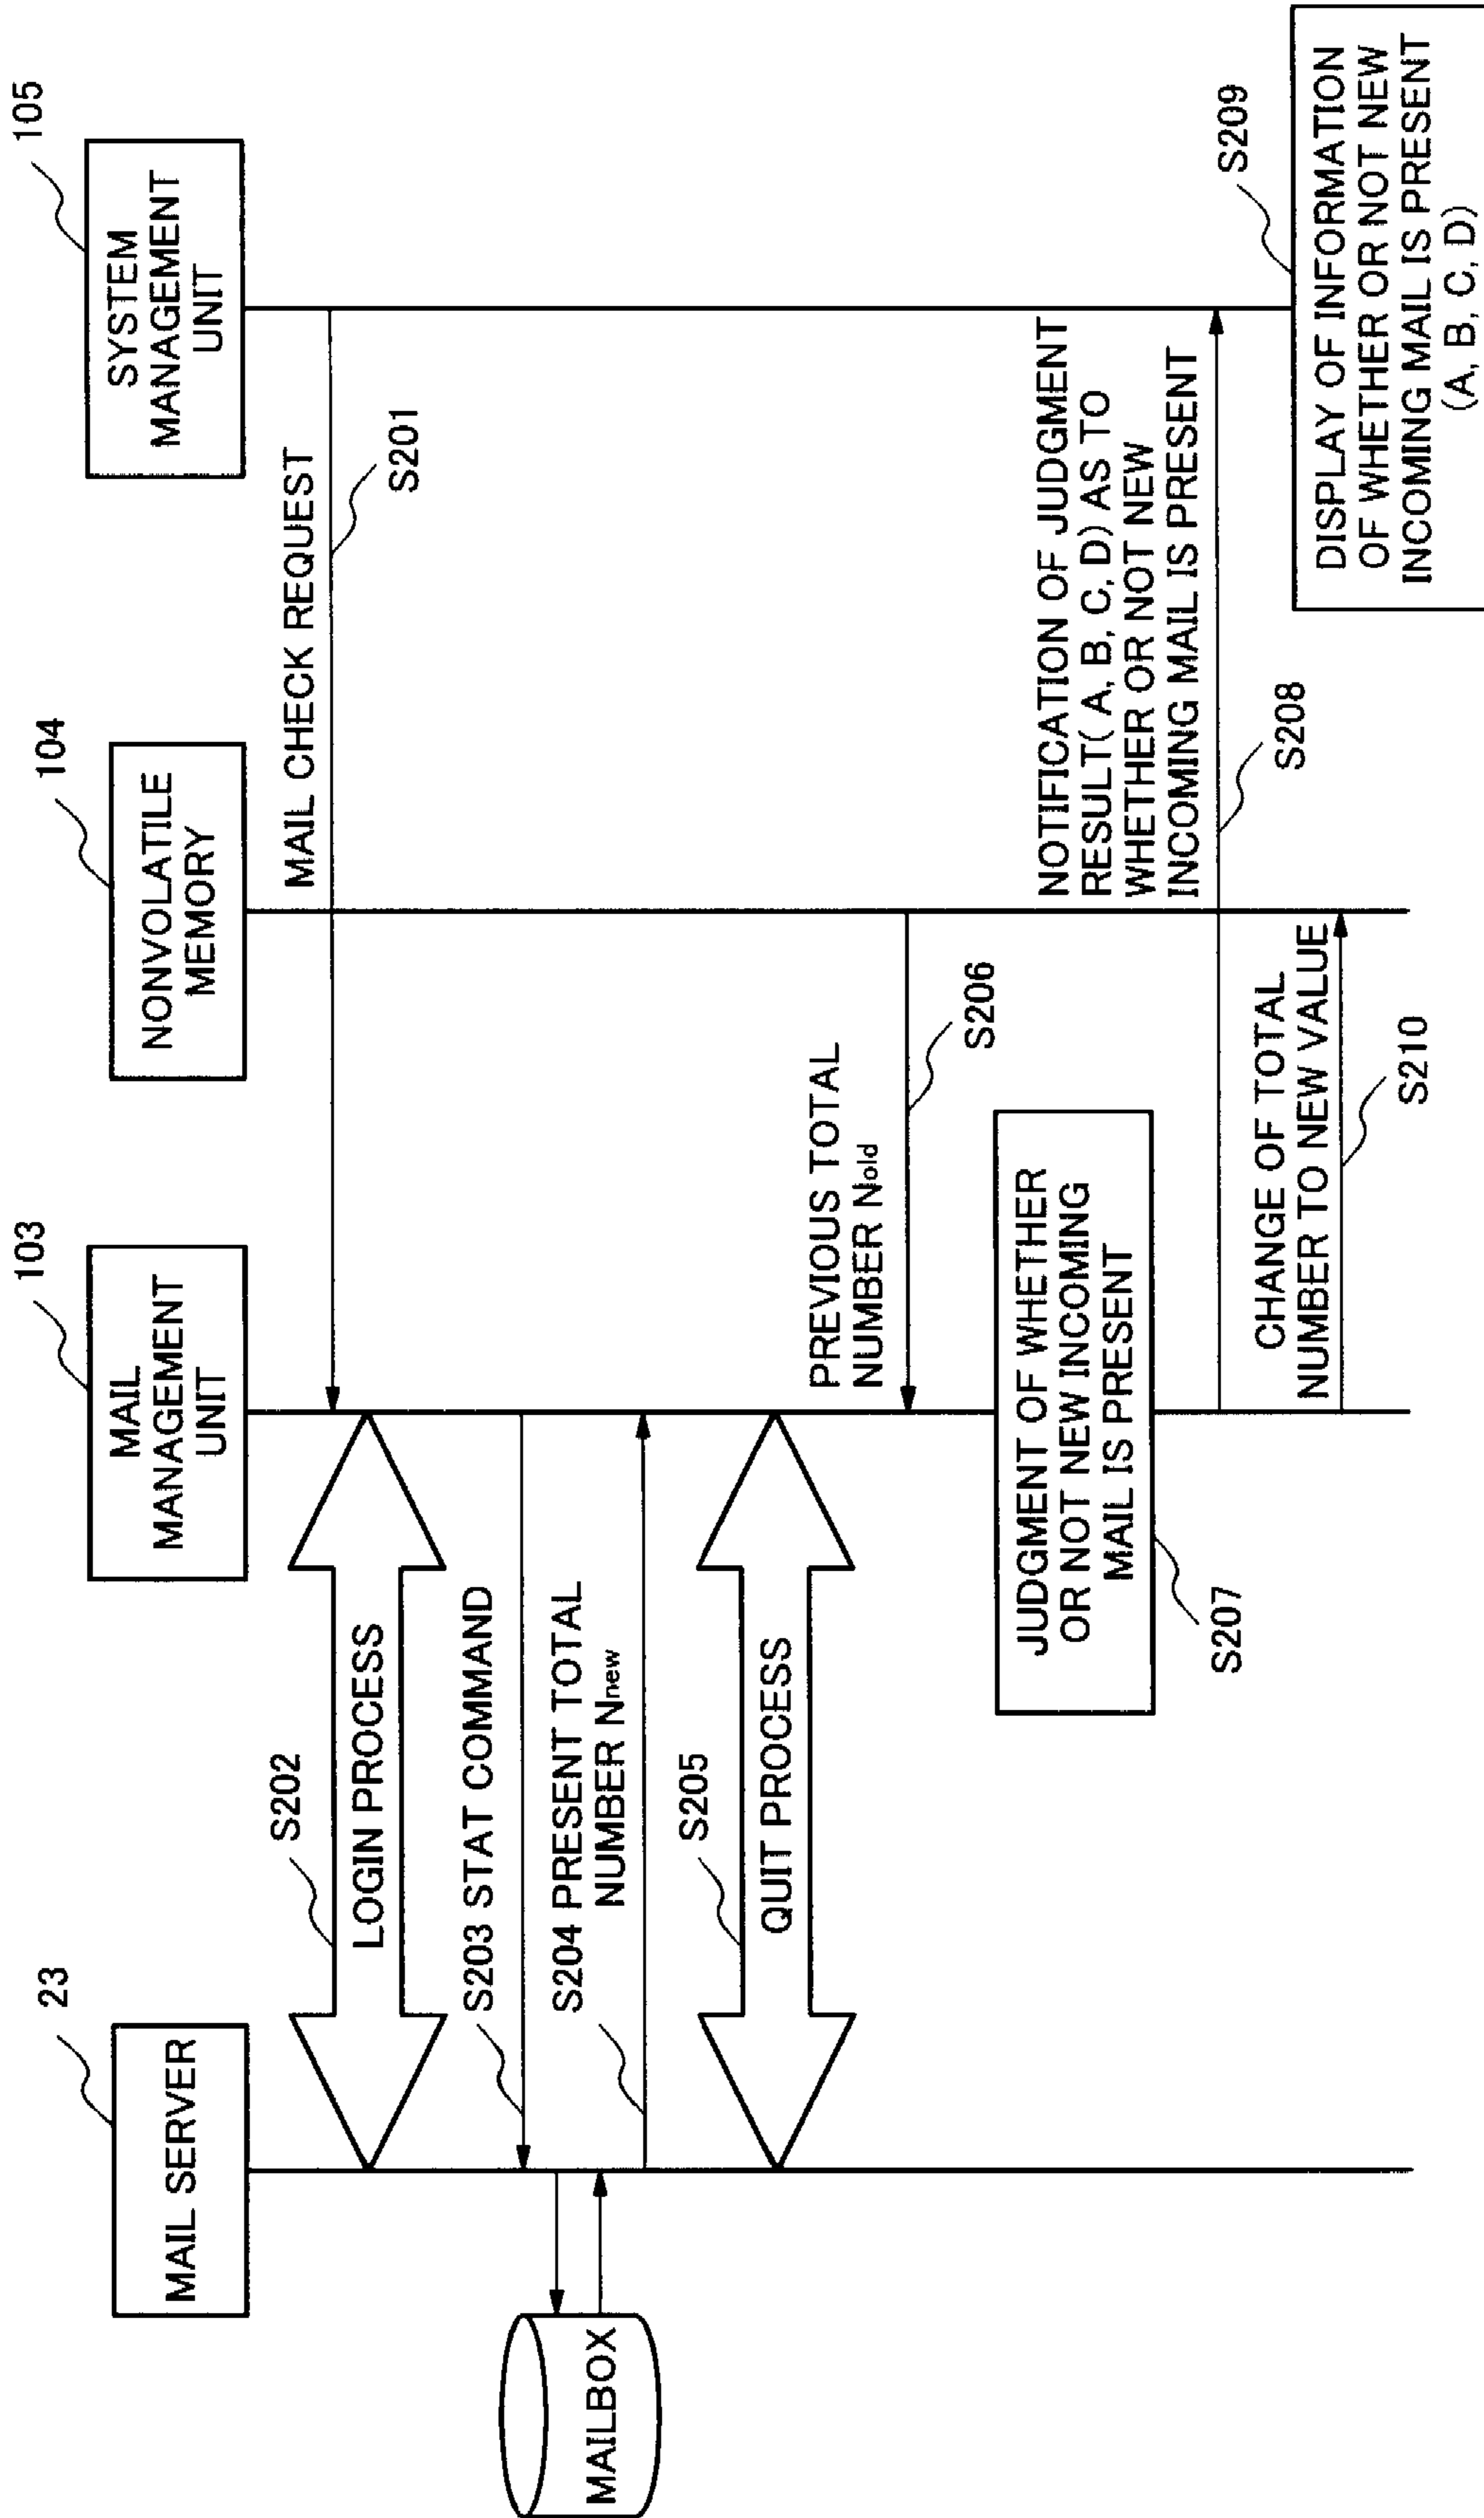 23
MAIL SERVER
103
MAIL
MANAGEMENT
UNIT
104
NONVOLATILE
MEMORY
105
SYSTEM
MANAGEMENT
UNIT
MAIL CHECK REQUEST
S201
S202
LOGIN PROCESS
S203 STAT COMMAND
MAILBOX
S204 PRESENT TOTAL
NUMBER Nnew
S205
QUIT PROCESS
PREVIOUS TOTAL
NUMBER Nold
S206
JUDGMENT OF WHETHER
OR NOT NEW INCOMING
MAIL IS PRESENT
S207
NOTIFICATION OF JUDGMENT
RESULT( A, B, C, D) AS TO
WHETHER OR NOT NEW
INCOMING MAIL IS PRESENT
S208
S209
DISPLAY OF INFORMATION
OF WHETHER OR NOT NEW
INCOMING MAIL IS PRESENT
(A, B, C, D)
CHANGE OF TOTAL
NUMBER TO NEW VALUE
S210